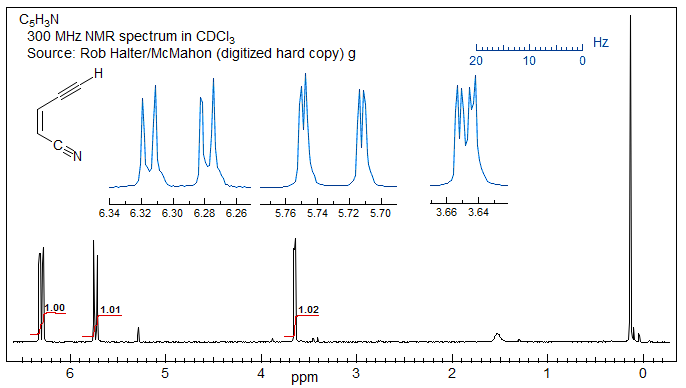 C₅H₃N
300 MHz NMR spectrum in CDCl₃
Source: Rob Halter/McMahon (digitized hard copy) g
H
C
N
Hz
20 10 0
6.34 6.32 6.30 6.28 6.26
5.76 5.74 5.72 5.70
3.66 3.64
1.00
1.01
1.02
6 5 4 3 2 1 0
ppm